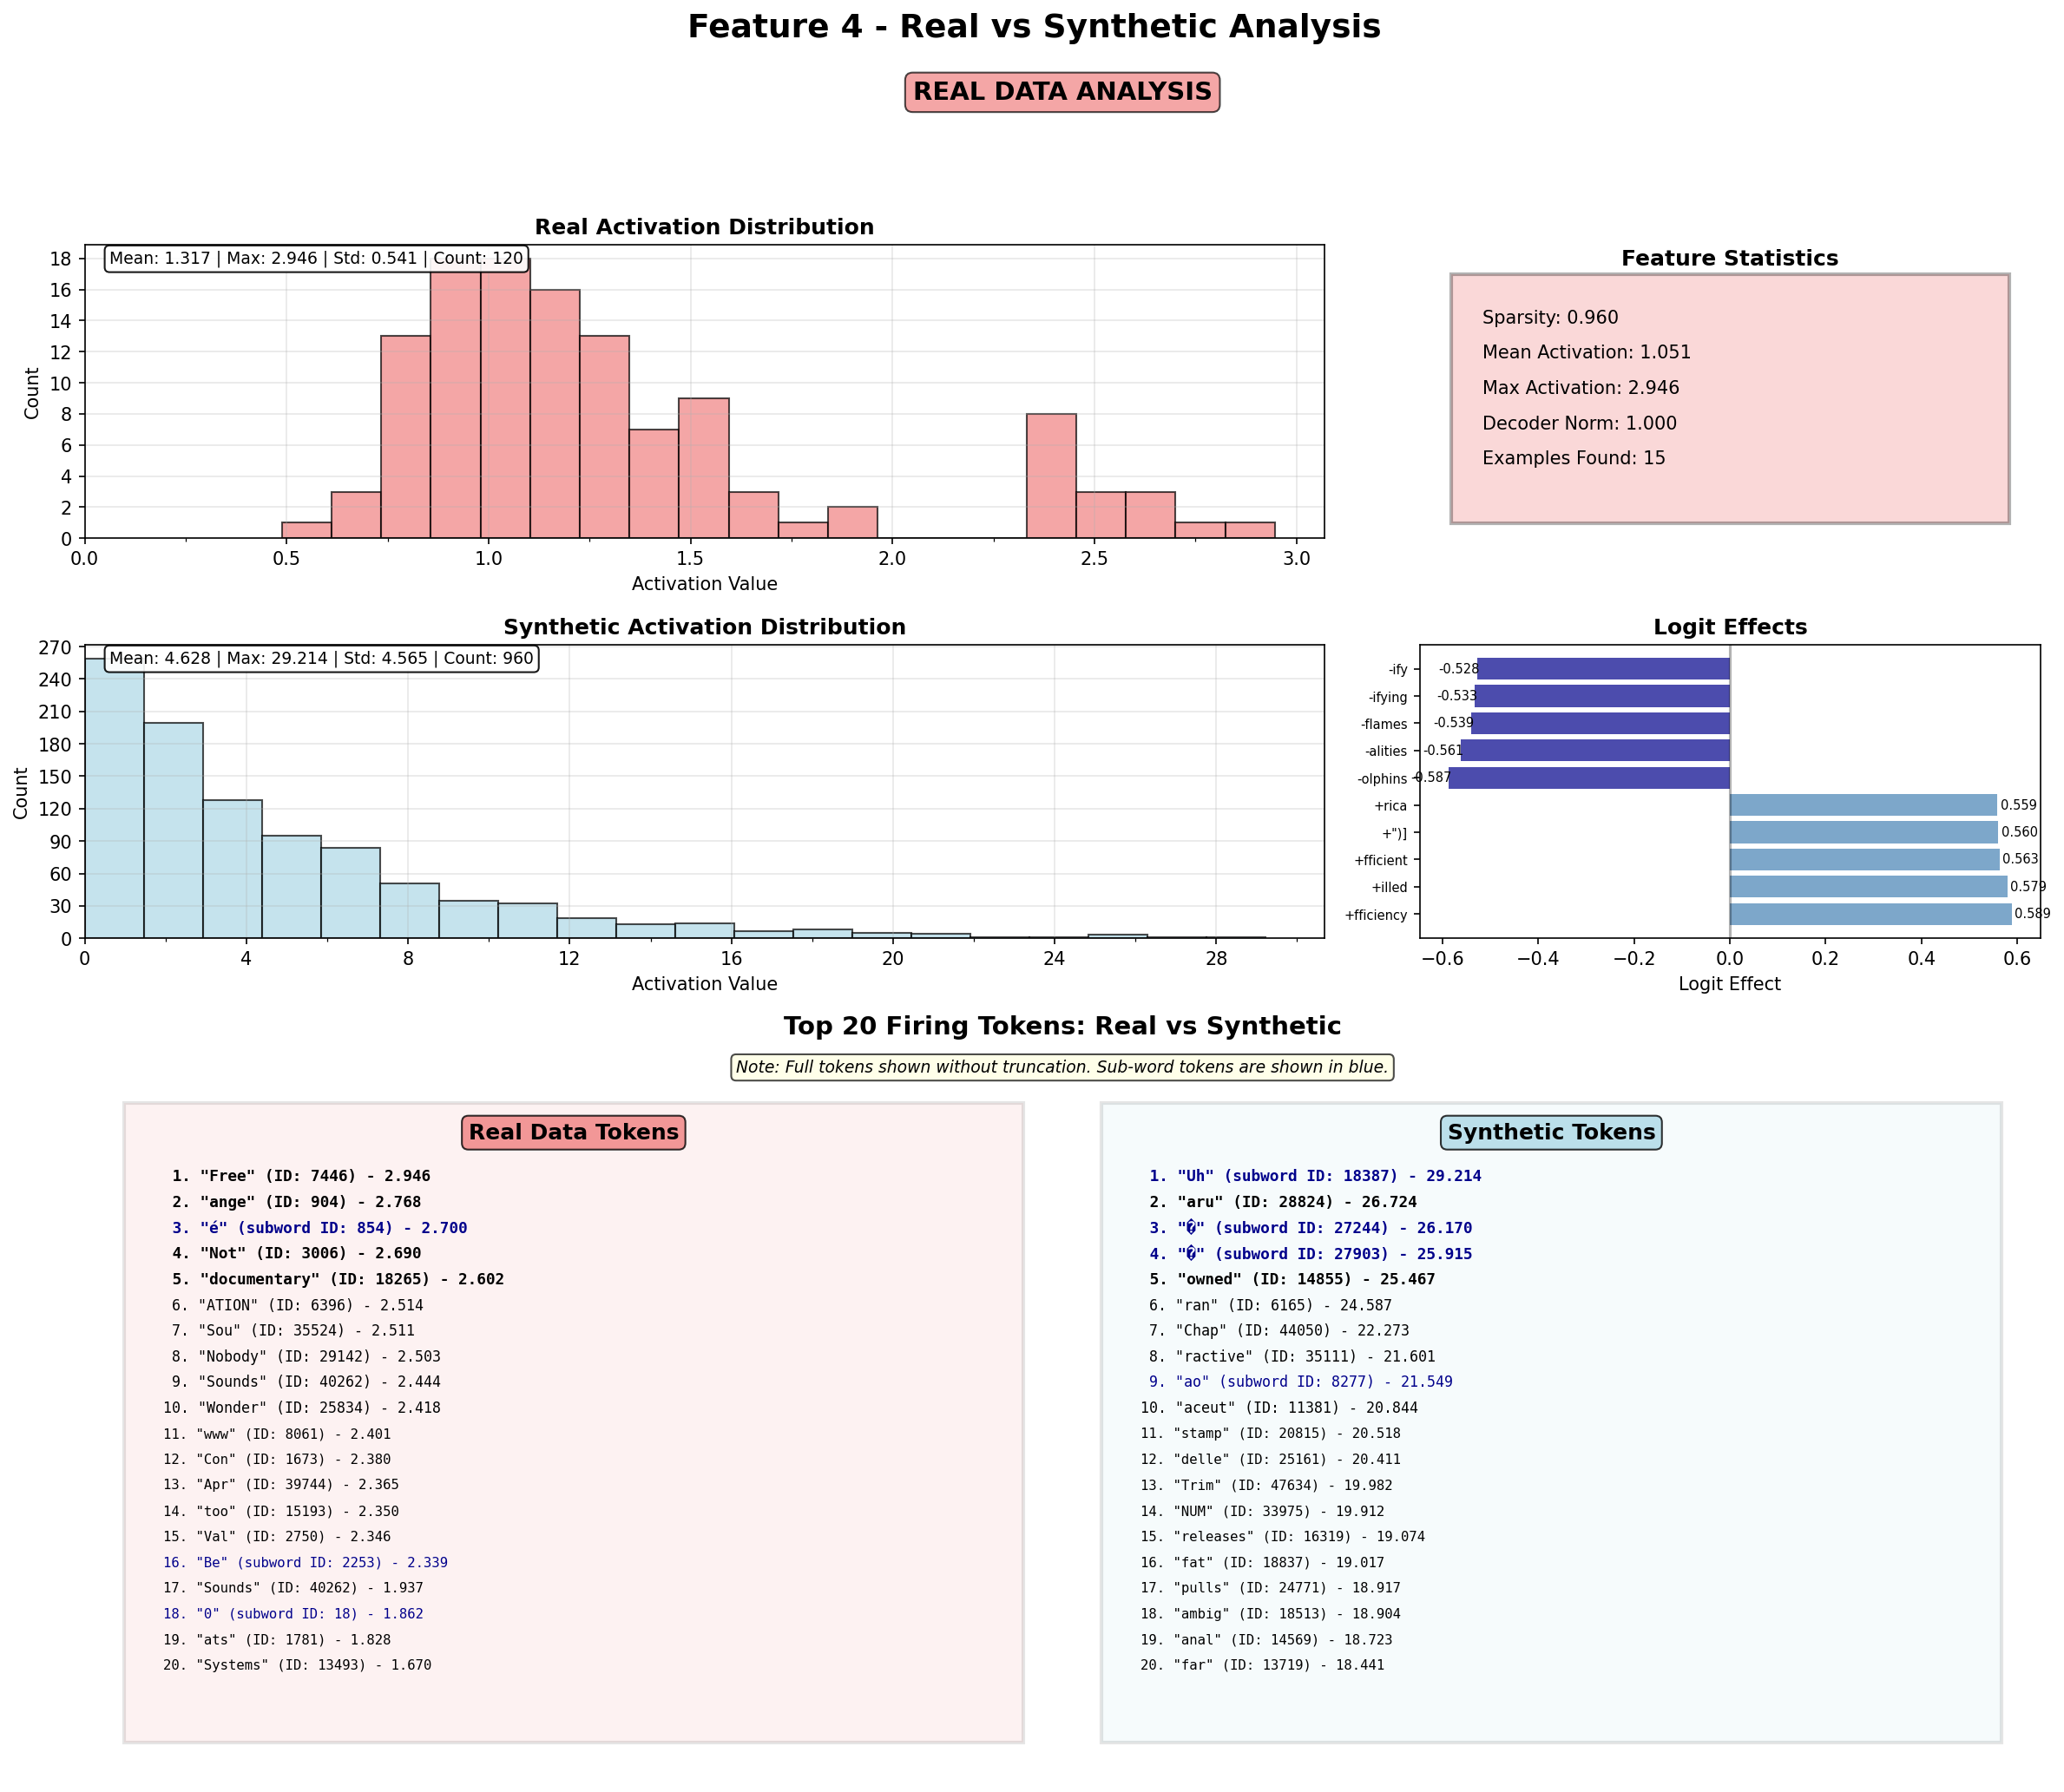 Feature 4 - Real vs Synthetic Analysis
REAL DATA ANALYSIS
Real Activation Distribution
Mean: 1.317 | Max: 2.946 | Std: 0.541 | Count: 120
Count
18
16
14
12
10
8
6
4
2
0
0.0 0.5 1.0 1.5 2.0 2.5 3.0
Activation Value
Feature Statistics
Sparsity: 0.960
Mean Activation: 1.051
Max Activation: 2.946
Decoder Norm: 1.000
Examples Found: 15
Synthetic Activation Distribution
Mean: 4.628 | Max: 29.214 | Std: 4.565 | Count: 960
Count
270
240
210
180
150
120
90
60
30
0
0 4 8 12 16 20 24 28
Activation Value
Logit Effects
-ify -0.528
-ifying -0.533
-flames -0.539
-alities -0.561
-olphins -0.587
+rica 0.559
+")] 0.560
+fficient 0.563
+illed 0.579
+fficiency 0.589
−0.6 −0.4 −0.2 0.0 0.2 0.4 0.6
Logit Effect
Top 20 Firing Tokens: Real vs Synthetic
Note: Full tokens shown without truncation. Sub-word tokens are shown in blue.
Real Data Tokens
1. "Free" (ID: 7446) - 2.946
2. "ange" (ID: 904) - 2.768
3. "é" (subword ID: 854) - 2.700
4. "Not" (ID: 3006) - 2.690
5. "documentary" (ID: 18265) - 2.602
6. "ATION" (ID: 6396) - 2.514
7. "Sou" (ID: 35524) - 2.511
8. "Nobody" (ID: 29142) - 2.503
9. "Sounds" (ID: 40262) - 2.444
10. "Wonder" (ID: 25834) - 2.418
11. "www" (ID: 8061) - 2.401
12. "Con" (ID: 1673) - 2.380
13. "Apr" (ID: 39744) - 2.365
14. "too" (ID: 15193) - 2.350
15. "Val" (ID: 2750) - 2.346
16. "Be" (subword ID: 2253) - 2.339
17. "Sounds" (ID: 40262) - 1.937
18. "0" (subword ID: 18) - 1.862
19. "ats" (ID: 1781) - 1.828
20. "Systems" (ID: 13493) - 1.670
Synthetic Tokens
1. "Uh" (subword ID: 18387) - 29.214
2. "aru" (ID: 28824) - 26.724
3. "�" (subword ID: 27244) - 26.170
4. "�" (subword ID: 27903) - 25.915
5. "owned" (ID: 14855) - 25.467
6. "ran" (ID: 6165) - 24.587
7. "Chap" (ID: 44050) - 22.273
8. "ractive" (ID: 35111) - 21.601
9. "ao" (subword ID: 8277) - 21.549
10. "aceut" (ID: 11381) - 20.844
11. "stamp" (ID: 20815) - 20.518
12. "delle" (ID: 25161) - 20.411
13. "Trim" (ID: 47634) - 19.982
14. "NUM" (ID: 33975) - 19.912
15. "releases" (ID: 16319) - 19.074
16. "fat" (ID: 18837) - 19.017
17. "pulls" (ID: 24771) - 18.917
18. "ambig" (ID: 18513) - 18.904
19. "anal" (ID: 14569) - 18.723
20. "far" (ID: 13719) - 18.441